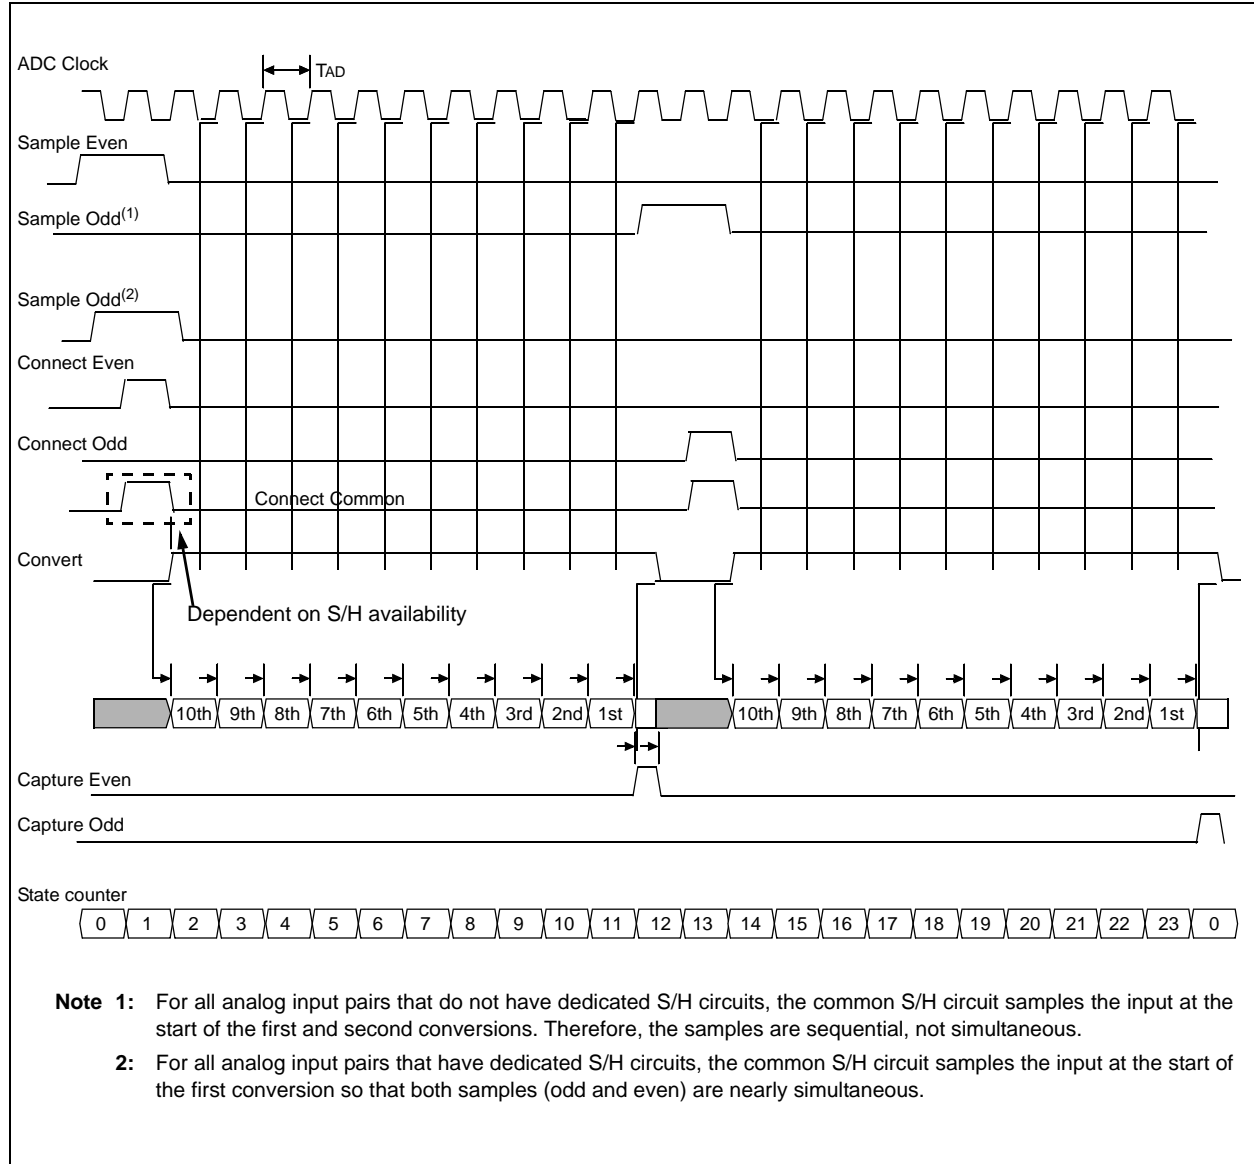 ADC Clock
TAD
Sample Even
Sample Odd(1)
Sample Odd(2)
Connect Even
Connect Odd
Connect Common
Convert
Dependent on S/H availability
10th 9th 8th 7th 6th 5th 4th 3rd 2nd 1st 10th 9th 8th 7th 6th 5th 4th 3rd 2nd 1st
Capture Even
Capture Odd
State counter
0 1 2 3 4 5 6 7 8 9 10 11 12 13 14 15 16 17 18 19 20 21 22 23 0
Note 1: For all analog input pairs that do not have dedicated S/H circuits, the common S/H circuit samples the input at the
start of the first and second conversions. Therefore, the samples are sequential, not simultaneous.
2: For all analog input pairs that have dedicated S/H circuits, the common S/H circuit samples the input at the start of
the first conversion so that both samples (odd and even) are nearly simultaneous.